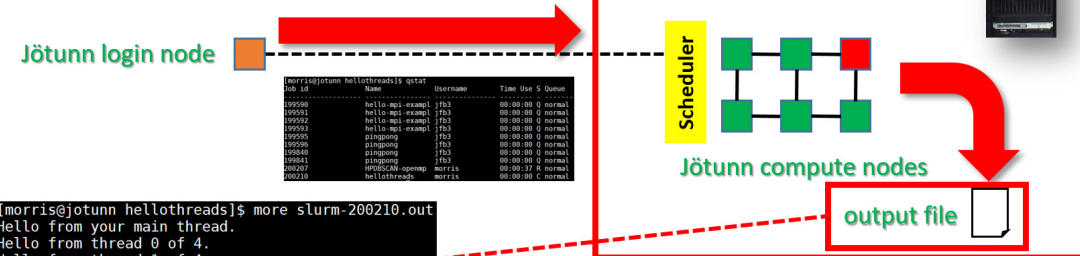 Jötunn login node
Scheduler
[morris@jotunn hellothreads]$ qstat
Job id Name Username Time Use S Queue
199590 hello-mpi-exampl jfb3 00:00:00 Q normal
199591 hello-mpi-exampl jfb3 00:00:00 Q normal
199592 hello-mpi-exampl jfb3 00:00:00 Q normal
199593 hello-mpi-exampl jfb3 00:00:00 Q normal
199595 pingpong jfb3 00:00:00 Q normal
199596 pingpong jfb3 00:00:00 Q normal
199840 pingpong jfb3 00:00:00 Q normal
199841 pingpong jfb3 00:00:00 Q normal
200207 HPDBSCAN-openmp morris 00:00:37 R normal
200210 hellothreads morris 00:00:00 C normal
Jötunn compute nodes
output file
[morris@jotunn hellothreads]$ more slurm-200210.out
Hello from your main thread.
Hello from thread 0 of 4.